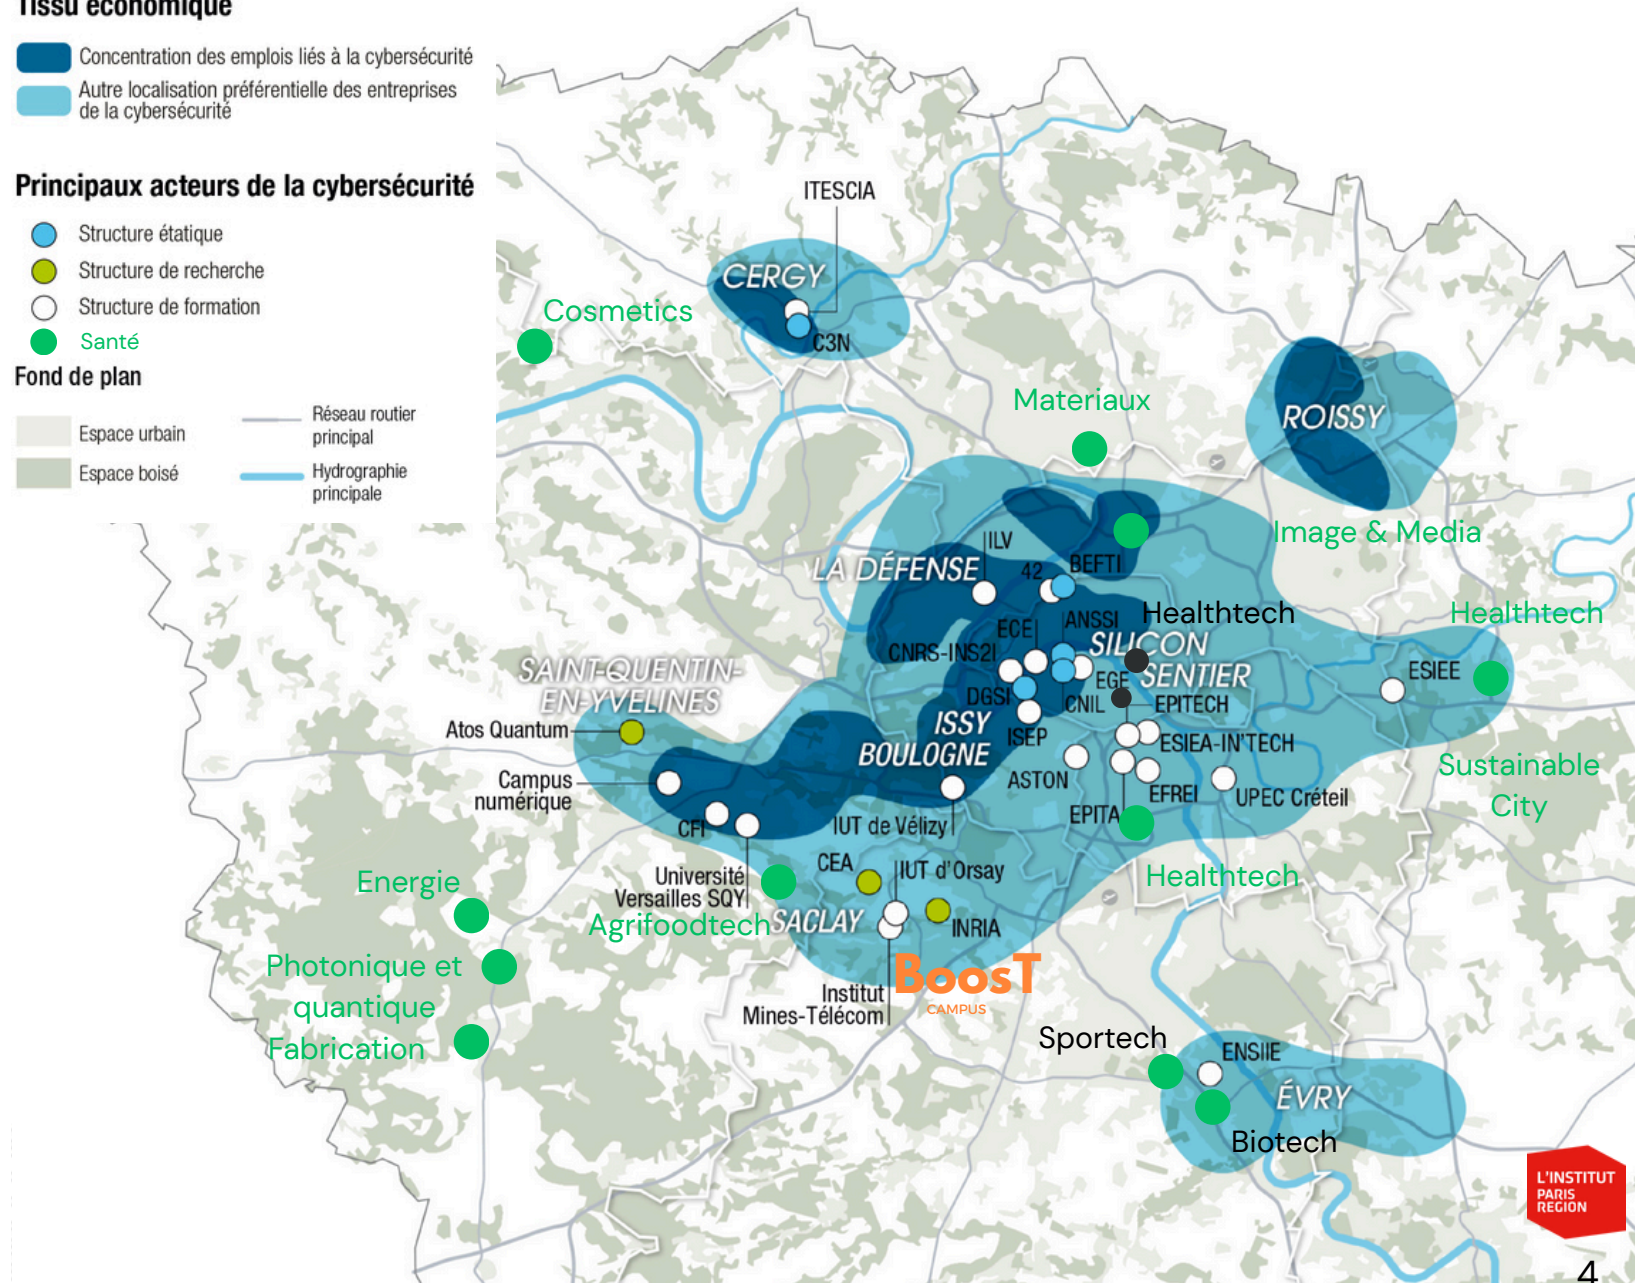 Tissu économique
Concentration des emplois liés à la cybersécurité
Autre localisation préférentielle des entreprises
de la cybersécurité
Principaux acteurs de la cybersécurité
Structure étatique
Structure de recherche
Structure de formation
Santé
Fond de plan
Espace urbain
Réseau routier
principal
Espace boisé
Hydrographie
principale
ITESCIA
CERGY
C3N
Cosmetics
Materiaux
ROISSY
Image & Media
ILV
LA DÉFENSE
42
BEFTI
Healthtech
Healthtech
ECE
ANSSI
CNRS-INS2I
SILICON
SENTIER
ESIEE
SAINT-QUENTIN-
EN-YVELINES
DGSI
EGE
CNIL
EPITECH
Atos Quantum
ISSY
BOULOGNE
ISEP
ESIEA-IN'TECH
Sustainable
City
Campus
numérique
ASTON
EFREI
UPEC Créteil
CFI
IUT de Vélizy
EPITA
CEA
IUT d'Orsay
Healthtech
Université
Versailles SQY
Energie
Agrifoodtech
SACLAY
INRIA
Photonique et
quantique
BoosT
CAMPUS
Institut
Mines-Télécom
Fabrication
Sportech
ENSIIE
ÉVRY
Biotech
L'INSTITUT
PARIS
REGION
4